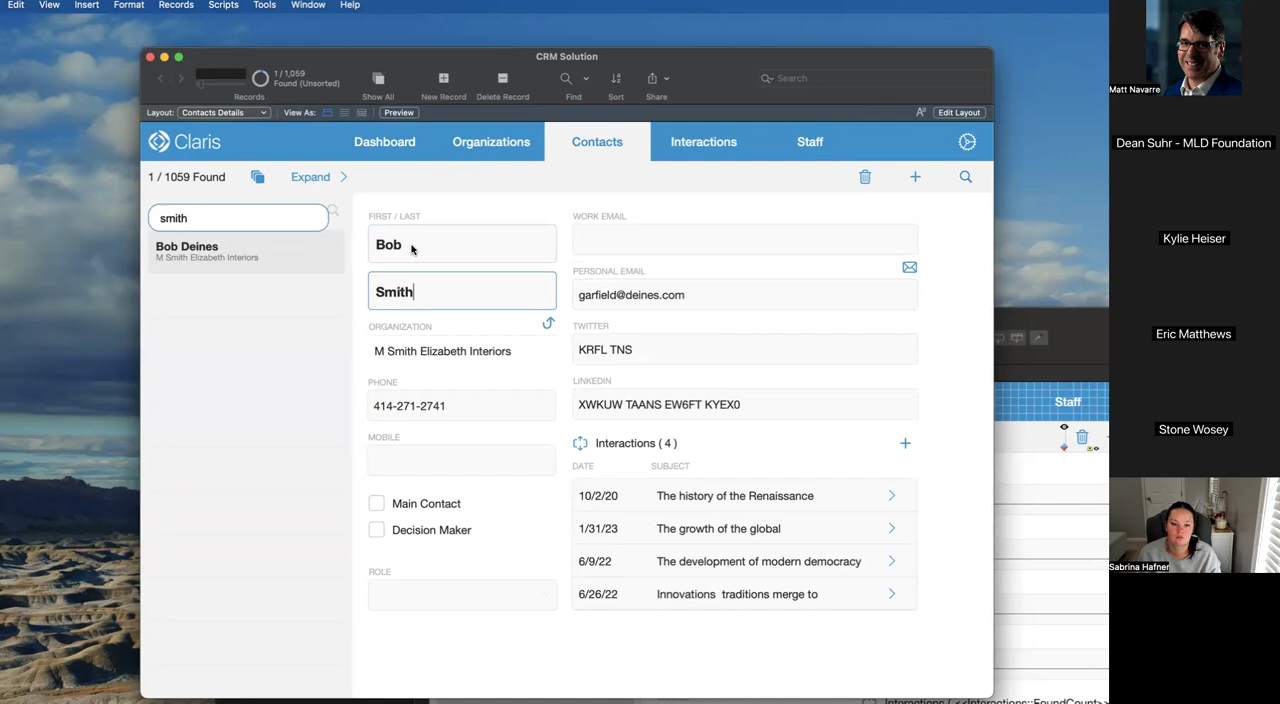 Edit View Insert Format Records Scripts Tools Window Help
CRM Solution
1 / 1,059
Found (Unsorted)
Search
Records Show All New Record Delete Record Find Sort Share
Layout: Contacts Details View As: Preview Aa Edit Layout
Claris Dashboard Organizations Contacts Interactions Staff
1 / 1059 Found Expand
smith
Bob Deines
M Smith Elizabeth Interiors
FIRST / LAST
Bob
Smith
ORGANIZATION
M Smith Elizabeth Interiors
PHONE
414-271-2741
MOBILE
Main Contact
Decision Maker
ROLE
WORK EMAIL
PERSONAL EMAIL
garfield@deines.com
TWITTER
KRFL TNS
LINKEDIN
XWKUW TAANS EW6FT KYEX0
Interactions ( 4 )
DATE SUBJECT
10/2/20 The history of the Renaissance
1/31/23 The growth of the global
6/9/22 The development of modern democracy
6/26/22 Innovations traditions merge to
Staff
Interactions ( <<Interactions::FoundCount>>
Matt Navarre
Dean Suhr - MLD Foundation
Kylie Heiser
Eric Matthews
Stone Wosey
Sabrina Hafner